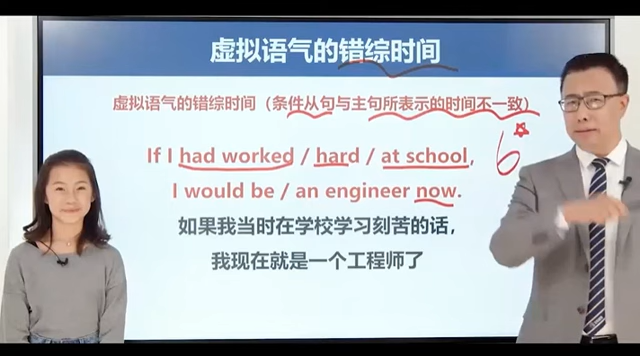 虚拟语气的错综时间
虚拟语气的错综时间（条件从句与主句所表示的时间不一致）
If I had worked / hard / at school,
6
I would be / an engineer now.
如果我当时在学校学习刻苦的话，
我现在就是一个工程师了